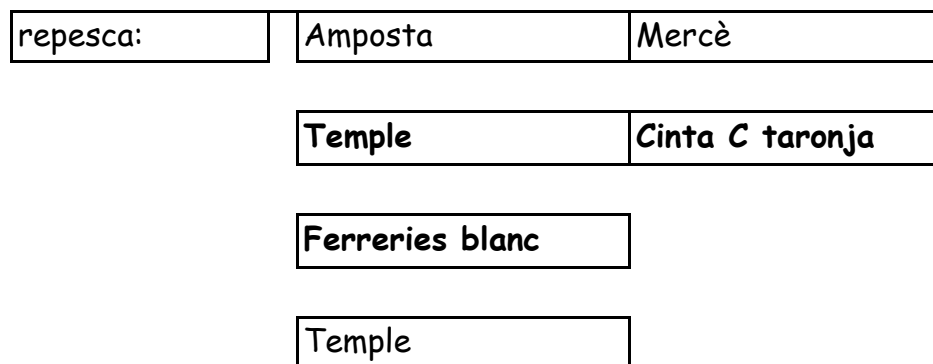 repesca: Amposta Mercè
Temple Cinta C taronja
Ferreries blanc
Temple